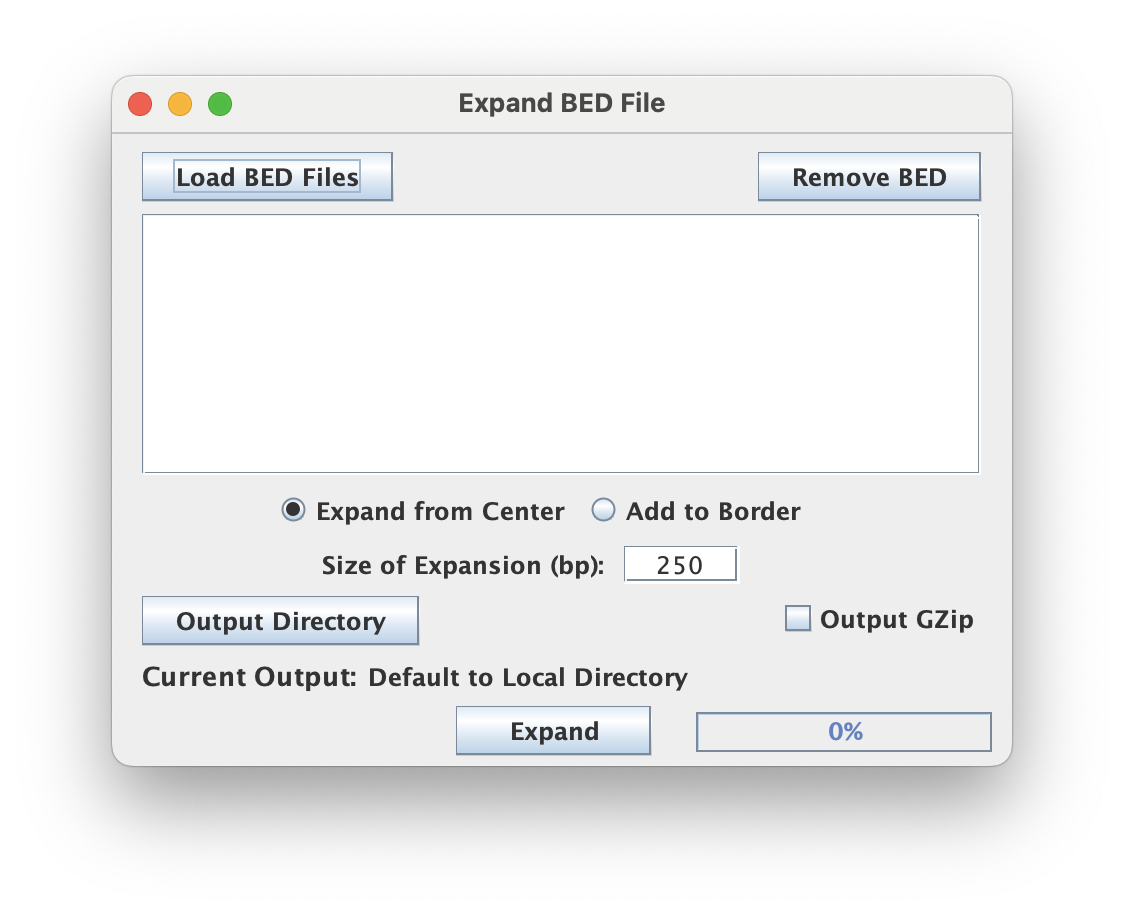 Expand BED File
Load BED Files Remove BED
Expand from Center Add to Border
Size of Expansion (bp): 250
Output Directory Output GZip
Current Output: Default to Local Directory
Expand 0%